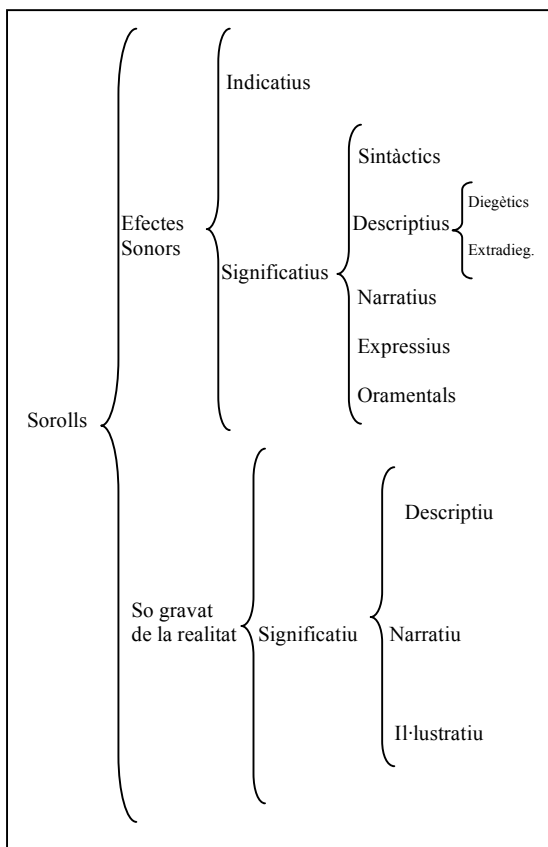 Indicatius
Sintàctics
Diegètics
Efectes
Sonors
Descriptius
Extradieg.
Significatius
Narratius
Expressius
Oramentals
Sorolls
Descriptiu
So gravat
de la realitat
Significatiu
Narratiu
Il·lustratiu